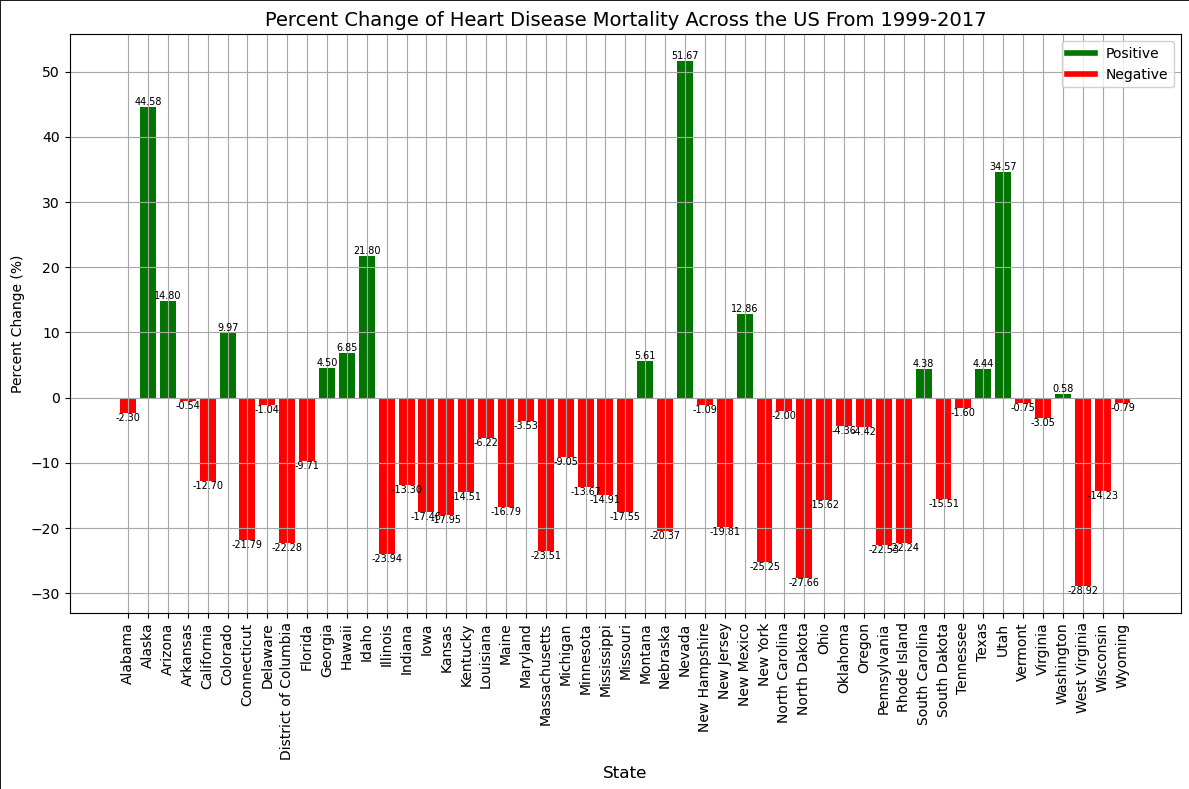 Percent Change of Heart Disease Mortality Across the US From 1999-2017
Positive
Negative
Percent Change (%)
50
40
30
20
10
0
−10
−20
−30
-2.30
44.58
14.80
-0.54
-12.70
9.97
-21.79
-1.04
-22.28
-9.71
4.50
6.85
21.80
-23.94
-13.30
-17.46
-17.95
-14.51
-6.22
-16.79
-3.53
-23.51
-9.05
-13.67
-14.91
-17.55
5.61
-20.37
51.67
-1.09
-19.81
12.86
-25.25
-2.00
-27.66
-15.62
-4.36
-4.42
-22.53
-22.24
4.38
-15.51
-1.60
4.44
34.57
-0.75
-3.05
0.58
-28.92
-14.23
-0.79
Alabama
Alaska
Arizona
Arkansas
California
Colorado
Connecticut
Delaware
District of Columbia
Florida
Georgia
Hawaii
Idaho
Illinois
Indiana
Iowa
Kansas
Kentucky
Louisiana
Maine
Maryland
Massachusetts
Michigan
Minnesota
Mississippi
Missouri
Montana
Nebraska
Nevada
New Hampshire
New Jersey
New Mexico
New York
North Carolina
North Dakota
Ohio
Oklahoma
Oregon
Pennsylvania
Rhode Island
South Carolina
South Dakota
Tennessee
Texas
Utah
Vermont
Virginia
Washington
West Virginia
Wisconsin
Wyoming
State